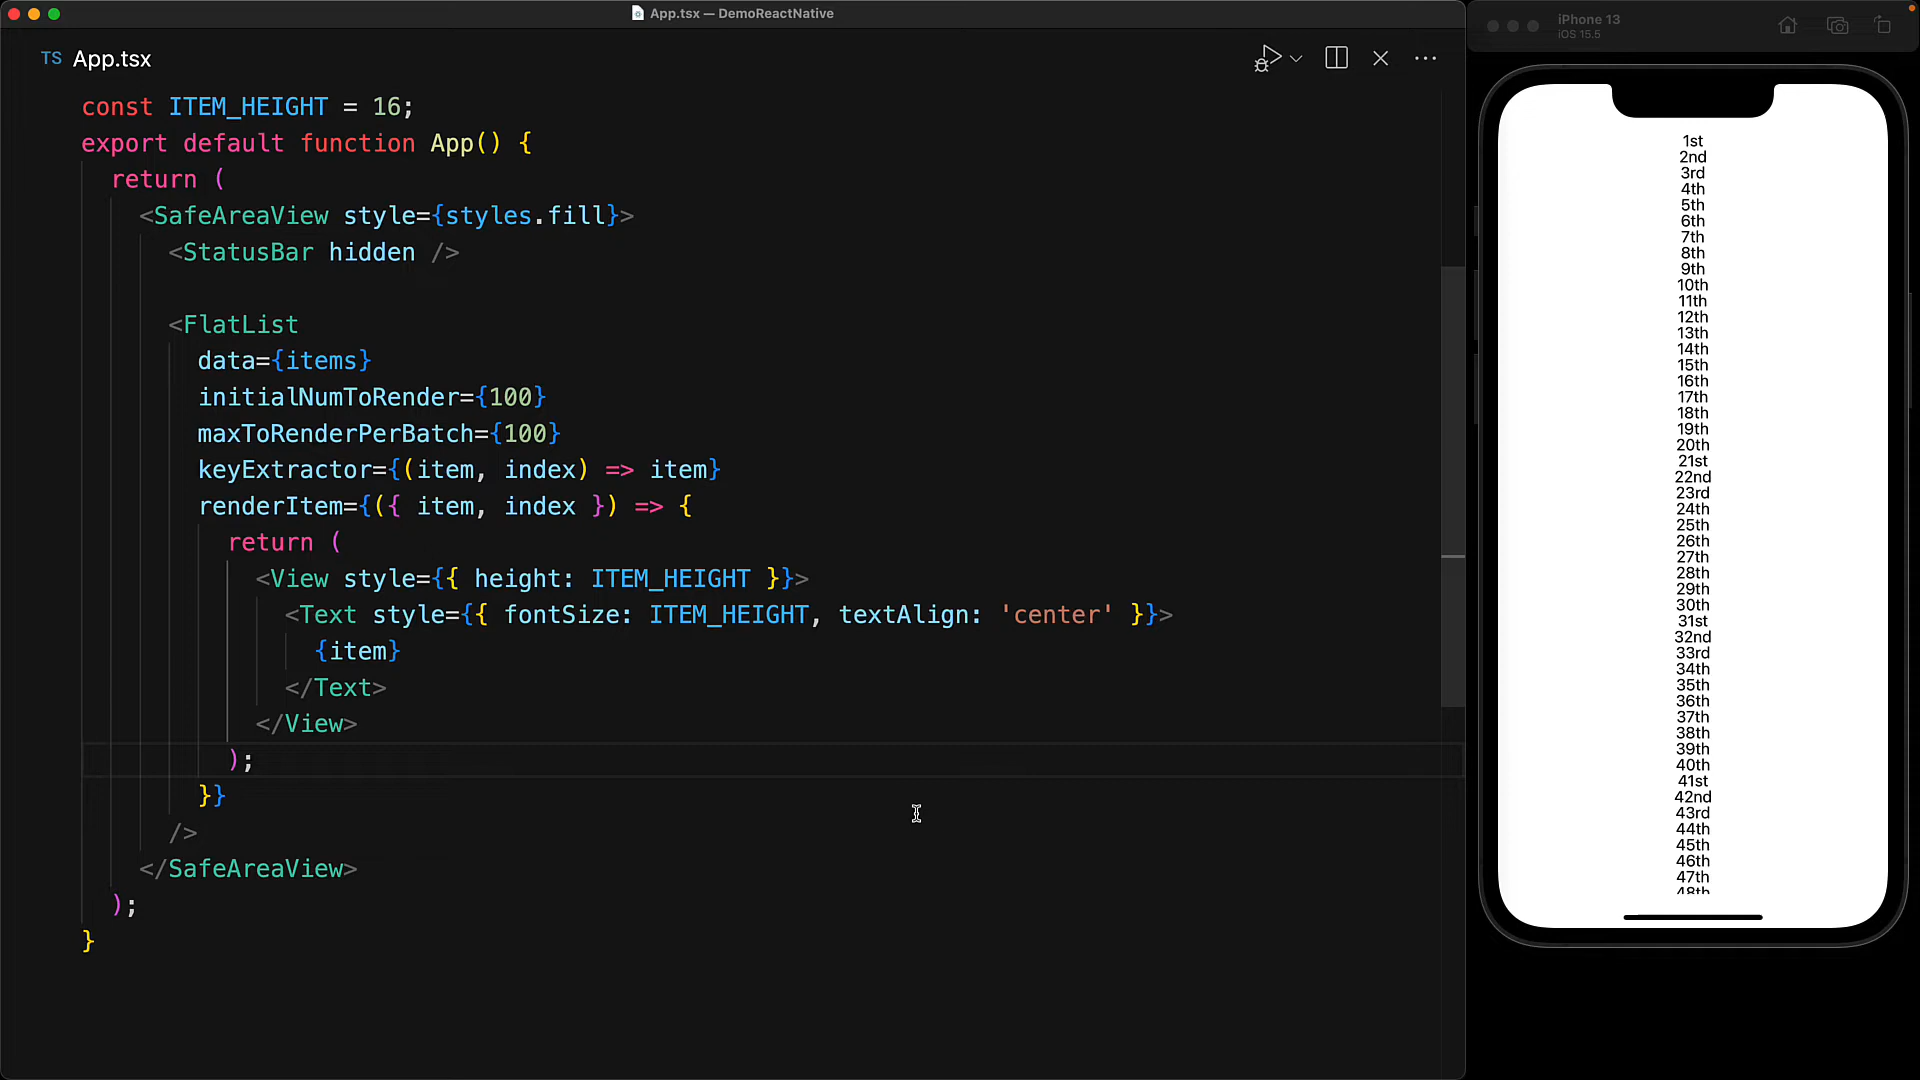 App.tsx — DemoReactNative
TS App.tsx
const ITEM_HEIGHT = 16;
export default function App() {
return (
<SafeAreaView style={styles.fill}>
<StatusBar hidden />
<FlatList
data={items}
initialNumToRender={100}
maxToRenderPerBatch={100}
keyExtractor={(item, index) => item}
renderItem={({ item, index }) => {
return (
<View style={{ height: ITEM_HEIGHT }}>
<Text style={{ fontSize: ITEM_HEIGHT, textAlign: 'center' }}>
{item}
</Text>
</View>
);
}}
/>
</SafeAreaView>
);
}
iPhone 13
iOS 15.5
1st
2nd
3rd
4th
5th
6th
7th
8th
9th
10th
11th
12th
13th
14th
15th
16th
17th
18th
19th
20th
21st
22nd
23rd
24th
25th
26th
27th
28th
29th
30th
31st
32nd
33rd
34th
35th
36th
37th
38th
39th
40th
41st
42nd
43rd
44th
45th
46th
47th
48th